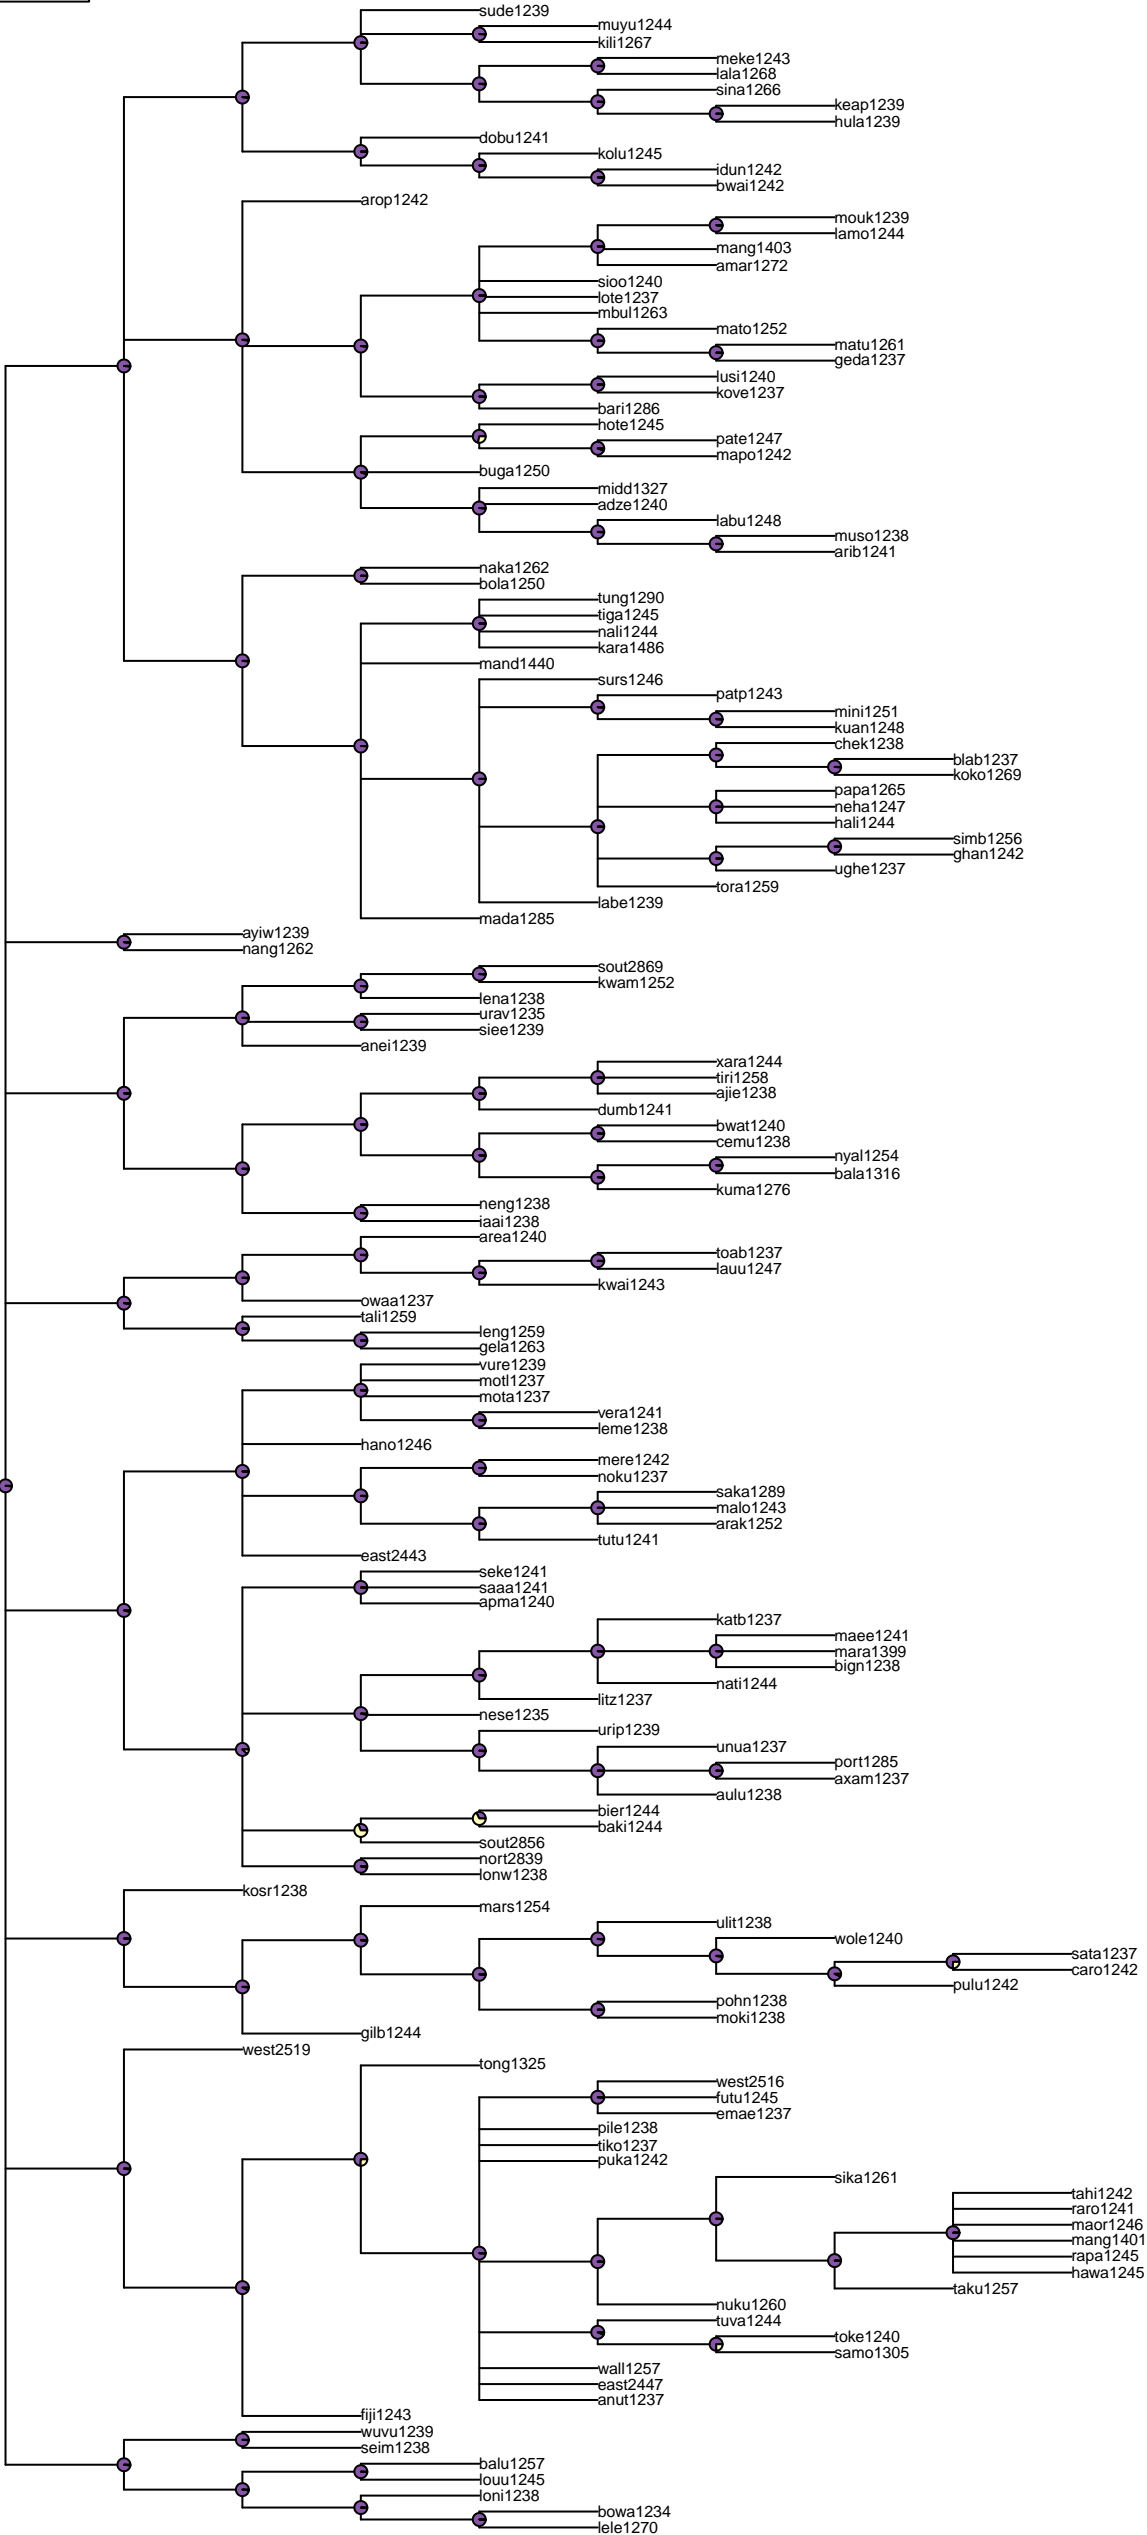 sude1239
muyu1244
kili1267
meke1243
lala1268
sina1266
keap1239
hula1239
dobu1241
kolu1245
idun1242
bwai1242
arop1242
mouk1239
lamo1244
mang1403
amar1272
sioo1240
lote1237
mbul1263
mato1252
matu1261
geda1237
lusi1240
kove1237
bari1286
hote1245
pate1247
mapo1242
buga1250
midd1327
adze1240
labu1248
muso1238
arib1241
naka1262
bola1250
tung1290
tiga1245
nali1244
kara1486
mand1440
surs1246
patp1243
mini1251
kuan1248
chek1238
blab1237
koko1269
papa1265
neha1247
hali1244
simb1256
ghan1242
ughe1237
tora1259
labe1239
mada1285
ayiw1239
nang1262
sout2869
kwam1252
lena1238
urav1235
siee1239
anei1239
xara1244
tiri1258
ajie1238
dumb1241
bwat1240
cemu1238
nyal1254
bala1316
kuma1276
neng1238
iaai1238
area1240
toab1237
lauu1247
kwai1243
owaa1237
tali1259
leng1259
gela1263
vure1239
motl1237
mota1237
vera1241
leme1238
hano1246
mere1242
noku1237
saka1289
malo1243
arak1252
tutu1241
east2443
seke1241
saaa1241
apma1240
katb1237
maee1241
mara1399
bign1238
nati1244
litz1237
nese1235
urip1239
unua1237
port1285
axam1237
aulu1238
bier1244
baki1244
sout2856
nort2839
lonw1238
kosr1238
mars1254
ulit1238
wole1240
sata1237
caro1242
pulu1242
pohn1238
moki1238
gilb1244
west2519
tong1325
west2516
futu1245
emae1237
pile1238
tiko1237
puka1242
sika1261
tahi1242
raro1241
maor1246
mang1401
rapa1245
hawa1245
taku1257
nuku1260
tuva1244
toke1240
samo1305
wall1257
east2447
anut1237
fiji1243
wuvu1239
seim1238
balu1257
louu1245
loni1238
bowa1234
lele1270